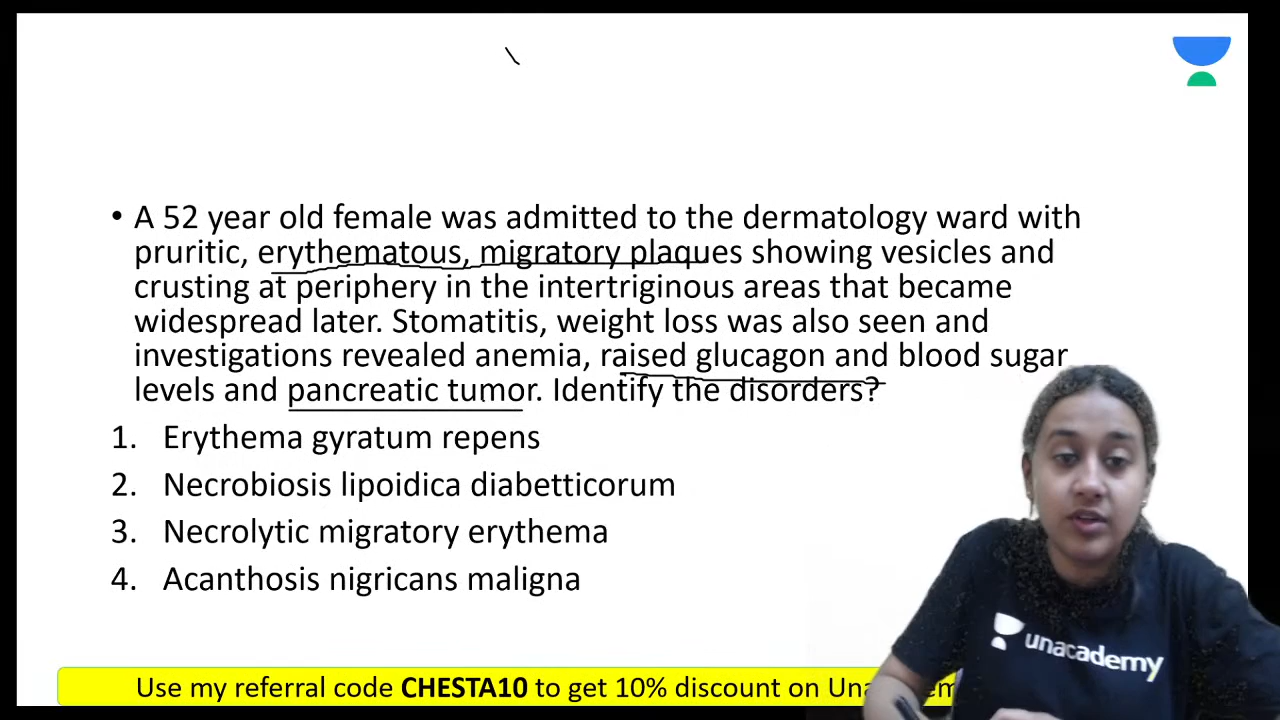 • A 52 year old female was admitted to the dermatology ward with
pruritic, erythematous, migratory plaques showing vesicles and
crusting at periphery in the intertriginous areas that became
widespread later. Stomatitis, weight loss was also seen and
investigations revealed anemia, raised glucagon and blood sugar
levels and pancreatic tumor. Identify the disorders?
1. Erythema gyratum repens
2. Necrobiosis lipoidica diabetticorum
3. Necrolytic migratory erythema
4. Acanthosis nigricans maligna
unacademy
Use my referral code CHESTA10 to get 10% discount on